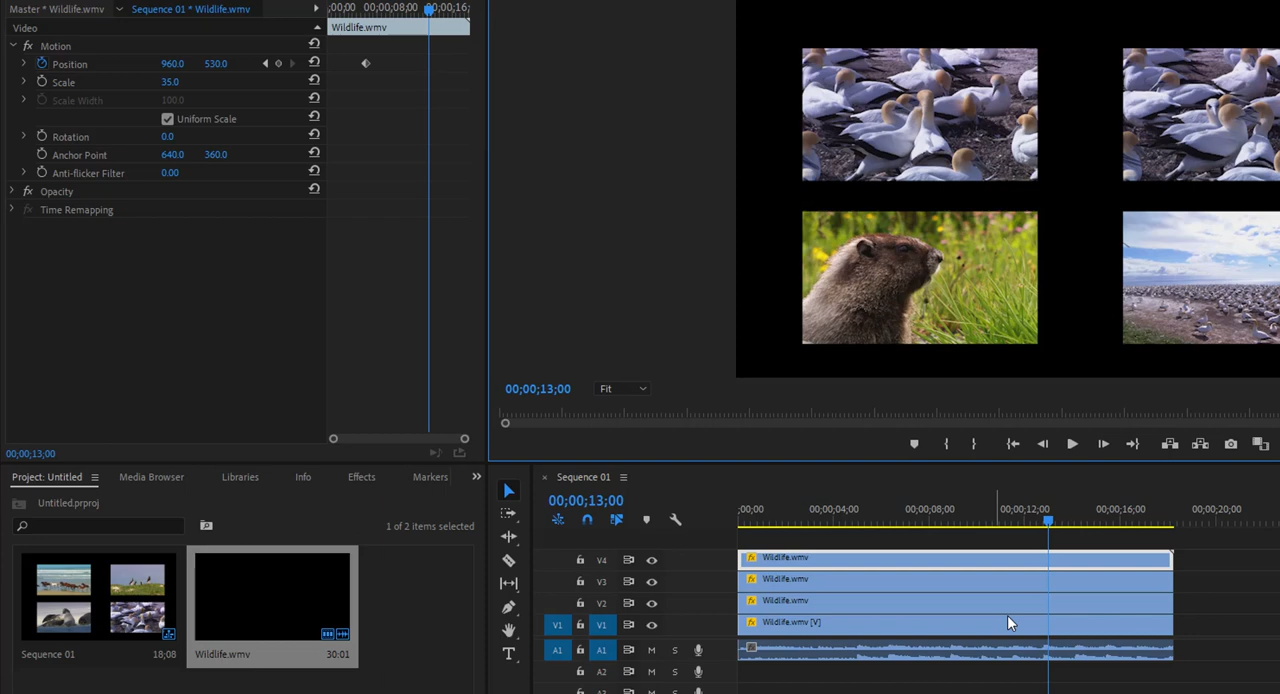 Master * Wildlife.wmv Sequence 01 * Wildlife.wmv
;00;00 00;00;08;00 00;00;16;
Video
Wildlife.wmv
fx Motion
Position 960.0 530.0
Scale 35.0
Scale Width 100.0
Uniform Scale
Rotation 0.0
Anchor Point 640.0 360.0
Anti-flicker Filter 0.00
fx Opacity
fx Time Remapping
00;00;13;00
00;00;13;00 Fit
Project: Untitled Media Browser Libraries Info Effects Markers
Untitled.prproj
1 of 2 items selected
Sequence 01 18;08
Wildlife.wmv 30:01
× Sequence 01
00;00;13;00
;00;00 00;00;04;00 00;00;08;00 00;00;12;00 00;00;16;00 00;00;20;00
V4 fx Wildlife.wmv
V3 fx Wildlife.wmv
V2 fx Wildlife.wmv
V1 V1 fx Wildlife.wmv [V]
A1 A1 M S fx
A2 M S
T